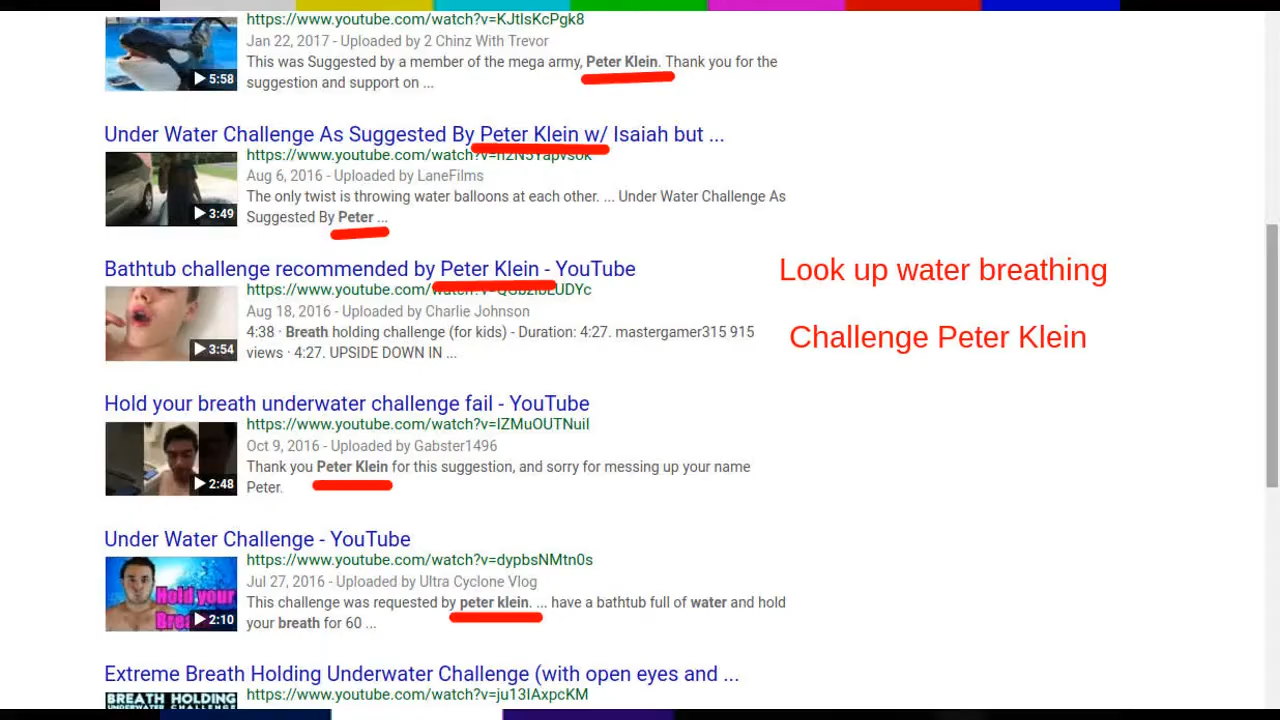 https://www.youtube.com/watch?v=KJtIsKcPgk8
Jan 22, 2017 - Uploaded by 2 Chinz With Trevor
This was Suggested by a member of the mega army, Peter Klein. Thank you for the
suggestion and support on ...
5:58
Under Water Challenge As Suggested By Peter Klein w/ Isaiah but ...
Aug 6, 2016 - Uploaded by LaneFilms
The only twist is throwing water balloons at each other. ... Under Water Challenge As
Suggested By Peter ...
3:49
Bathtub challenge recommended by Peter Klein - YouTube
Aug 18, 2016 - Uploaded by Charlie Johnson
4:38 · Breath holding challenge (for kids) - Duration: 4:27. mastergamer315 915
views · 4:27. UPSIDE DOWN IN ...
3:54
Look up water breathing
Challenge Peter Klein
Hold your breath underwater challenge fail - YouTube
https://www.youtube.com/watch?v=IZMuOUTNuiI
Oct 9, 2016 - Uploaded by Gabster1496
Thank you Peter Klein for this suggestion, and sorry for messing up your name
Peter.
2:48
Under Water Challenge - YouTube
https://www.youtube.com/watch?v=dypbsNMtn0s
Jul 27, 2016 - Uploaded by Ultra Cyclone Vlog
This challenge was requested by peter klein. ... have a bathtub full of water and hold
your breath for 60 ...
Hold your
2:10
Extreme Breath Holding Underwater Challenge (with open eyes and ...
https://www.youtube.com/watch?v=ju13IAxpcKM
BREATH HOLDING